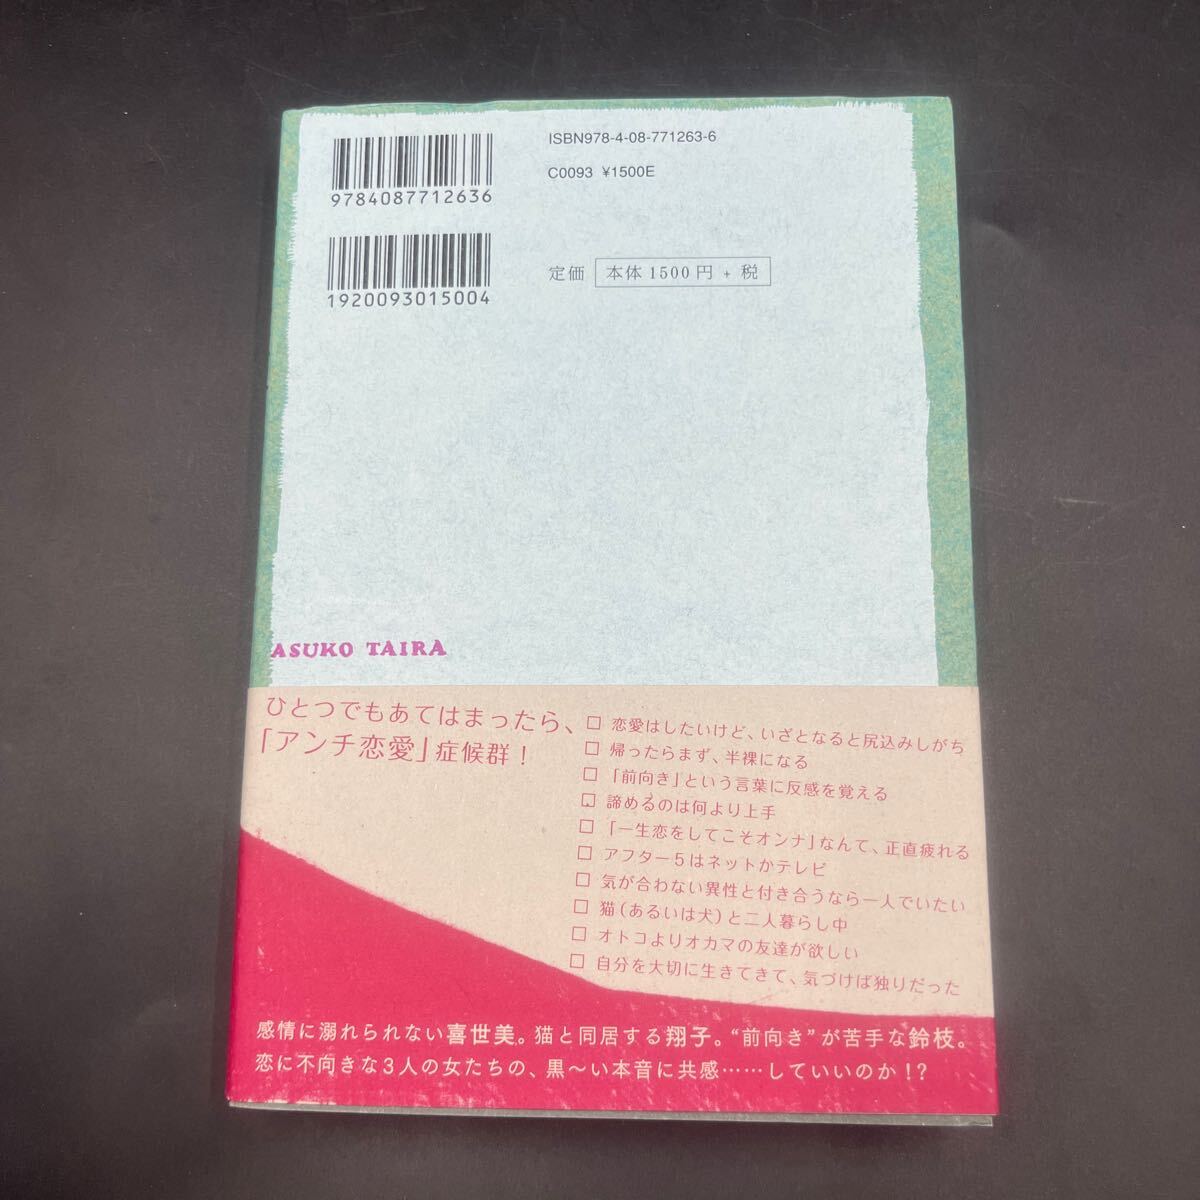 ISBN978-4-08-771263-6
C0093 ¥1500E
9784087712636
1920093015004
定価 本体1500円 + 税
ASUKO TAIRA
ひとつでもあてはまったら、
「アンチ恋愛」症候群！
□ 恋愛はしたいけど、いざとなると尻込みしがち
□ 帰ったらまず、半裸になる
□ 「前向き」という言葉に反感を覚える
□ 諦めるのは何より上手
□ 「一生恋をしてこそオンナ」なんて、正直疲れる
□ アフター5はネットかテレビ
□ 気が合わない異性と付き合うなら一人でいたい
□ 猫（あるいは犬）と二人暮らし中
□ オトコよりオカマの友達が欲しい
□ 自分を大切に生きてきて、気づけば独りだった
感情に溺れられない喜世美。猫と同居する翔子。“前向き”が苦手な鈴枝。
恋に不向きな3人の女たちの、黒〜い本音に共感……していいのか!?